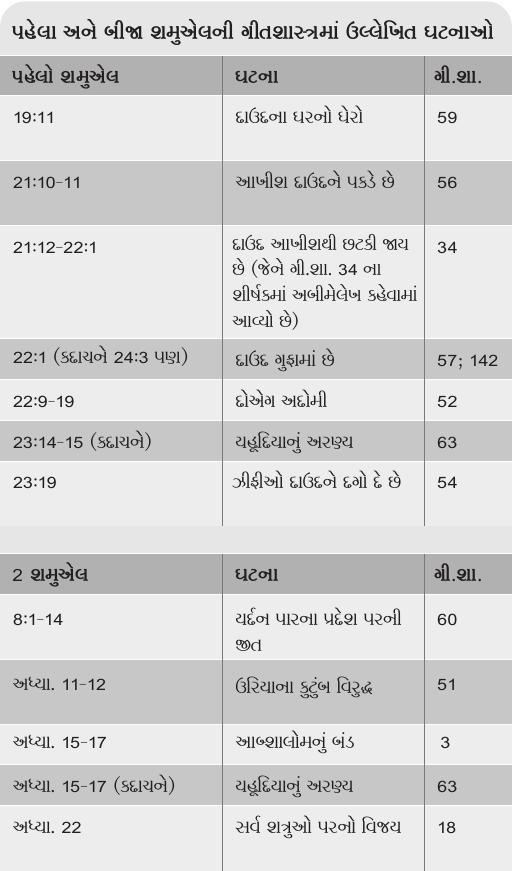 પહેલા અને બીજા શમુએલની ગીતશાસ્ત્રમાં ઉલ્લેખિત ઘટનાઓ
પહેલો શમુએલ ઘટના ગી.શા.
19:11 દાઉદના ઘરનો ઘેરો 59
21:10-11 આખીશ દાઉદને પકડે છે 56
21:12-22:1 દાઉદ આખીશથી છટકી જાય 34
છે (જેને ગી.શા. 34 ના
શીર્ષકમાં અબીમેલેખ કહેવામાં
આવ્યો છે)
22:1 (કદાચને 24:3 પણ) દાઉદ ગુફામાં છે 57; 142
22:9-19 દોએગ અદોમી 52
23:14-15 (કદાચને) યહૂદિયાનું અરણ્ય 63
23:19 ઝીફીઓ દાઉદને દગો દે છે 54
2 શમુએલ ઘટના ગી.શા.
8:1-14 યર્દન પારના પ્રદેશ પરની 60
જીત
અધ્યા. 11-12 ઉરિયાના કુટુંબ વિરુદ્ધ 51
અધ્યા. 15-17 આબ્શાલોમનું બંડ 3
અધ્યા. 15-17 (કદાચને) યહૂદિયાનું અરણ્ય 63
અધ્યા. 22 સર્વ શત્રુઓ પરનો વિજય 18